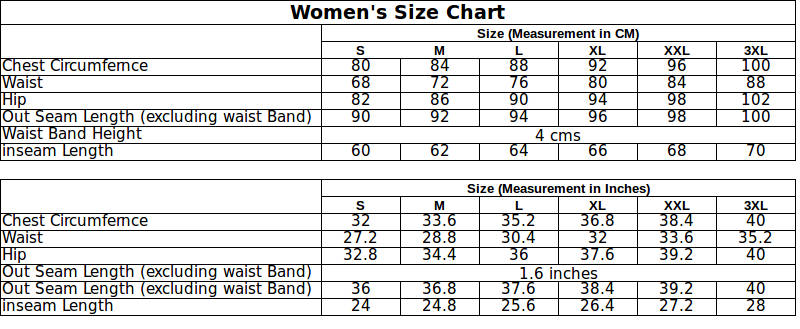 Women's Size Chart
Size (Measurement in CM)
S M L XL XXL 3XL
Chest Circumfernce 80 84 88 92 96 100
Waist 68 72 76 80 84 88
Hip 82 86 90 94 98 102
Out Seam Length (excluding waist Band) 90 92 94 96 98 100
Waist Band Height 4 cms
inseam Length 60 62 64 66 68 70
Size (Measurement in Inches)
S M L XL XXL 3XL
Chest Circumfernce 32 33.6 35.2 36.8 38.4 40
Waist 27.2 28.8 30.4 32 33.6 35.2
Hip 32.8 34.4 36 37.6 39.2 40
Out Seam Length (excluding waist Band) 1.6 inches
Out Seam Length (excluding waist Band) 36 36.8 37.6 38.4 39.2 40
inseam Length 24 24.8 25.6 26.4 27.2 28